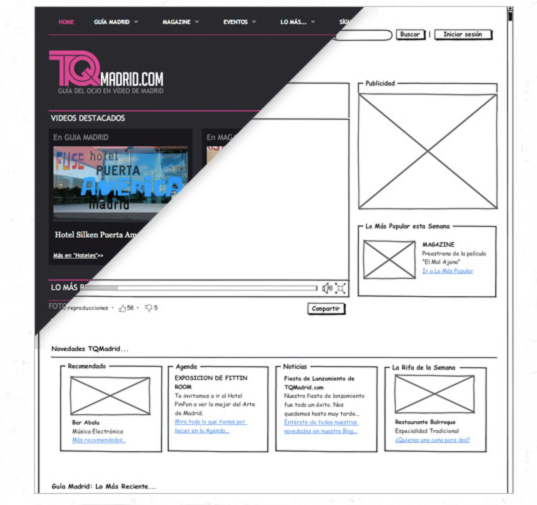 HOME GUÍA MADRID MAGAZINE EVENTOS LO MÁS...
Buscar | Iniciar sesión
TQMADRID.COM
GUÍA DEL OCIO EN VÍDEO DE MADRID
Publicidad
VIDEOS DESTACADOS
En GUIA MADRID
En MAG
FUSE hotel
PUERTA
AMERICA
madrid
Hotel Silken Puerta Am
Más en "Hoteles">>
Lo Más Popular esta Semana
MAGAZINE
Preestreno de la película
"El Mal Ajeno"
Ir a Lo Más Popular
LO MÁS
FOTO reproducciones · 58 · 5
Compartir
Novedades TQMadrid...
Recomendado
Bar Abalu
Música Electrónica
Más recomendados...
Agenda
EXPOSICION DE FITTIN
ROOM
Te invitamos a ir al Hotel
PinPon a ver lo mejor del Arte
de Madrid.
Mira todo lo que tienes por
hacer en la Agenda...
Noticias
Fiesta de Lanzamiento de
TQMadrid.com
Nuestra fiesta de lanzamiento
fue todo un éxito. Nos
quedamos hasta muy tarde...
Entérate de todas nuestras
novedades en nuestro Blog...
La Rifa de la Semana
Restaurante Balrroque
Especialidad Tradicional
¿Quieres una cena para dos?
Guía Madrid: Lo Más Reciente...